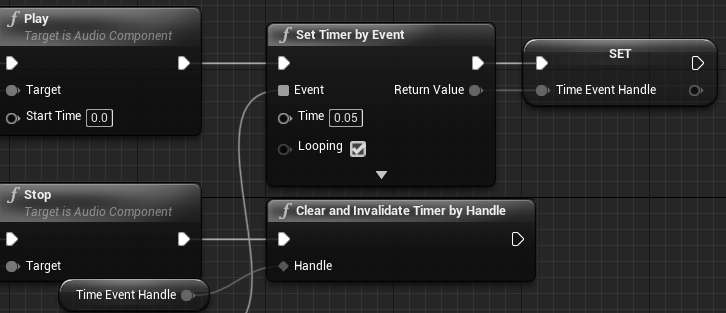 Play
Target is Audio Component
Target
Start Time 0.0
Set Timer by Event
Event Return Value
Time 0.05
Looping
SET
Time Event Handle
Stop
Target is Audio Component
Target
Time Event Handle
Clear and Invalidate Timer by Handle
Handle